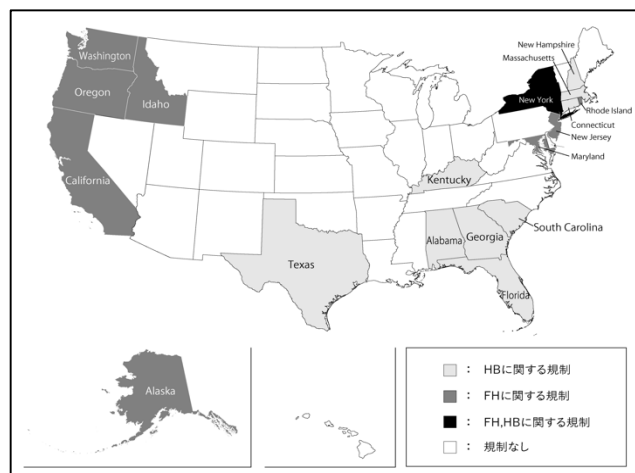 Washington
Oregon
Idaho
California
New Hampshire
Massachusetts
New York
Rhode Island
Connecticut
New Jersey
Maryland
Kentucky
South Carolina
Alabama
Georgia
Texas
Florida
Alaska
： HBに関する規制
： FHに関する規制
： FH,HBに関する規制
： 規制なし